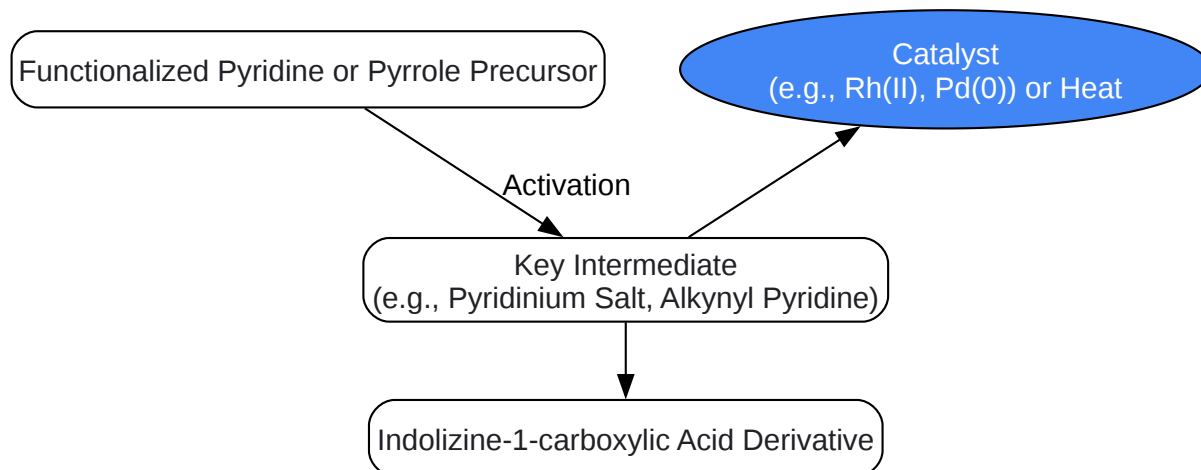 Functionalized Pyridine or Pyrrole Precursor
Catalyst
(e.g., Rh(II), Pd(0)) or Heat
Activation
Key Intermediate
(e.g., Pyridinium Salt, Alkynyl Pyridine)
Indolizine-1-carboxylic Acid Derivative